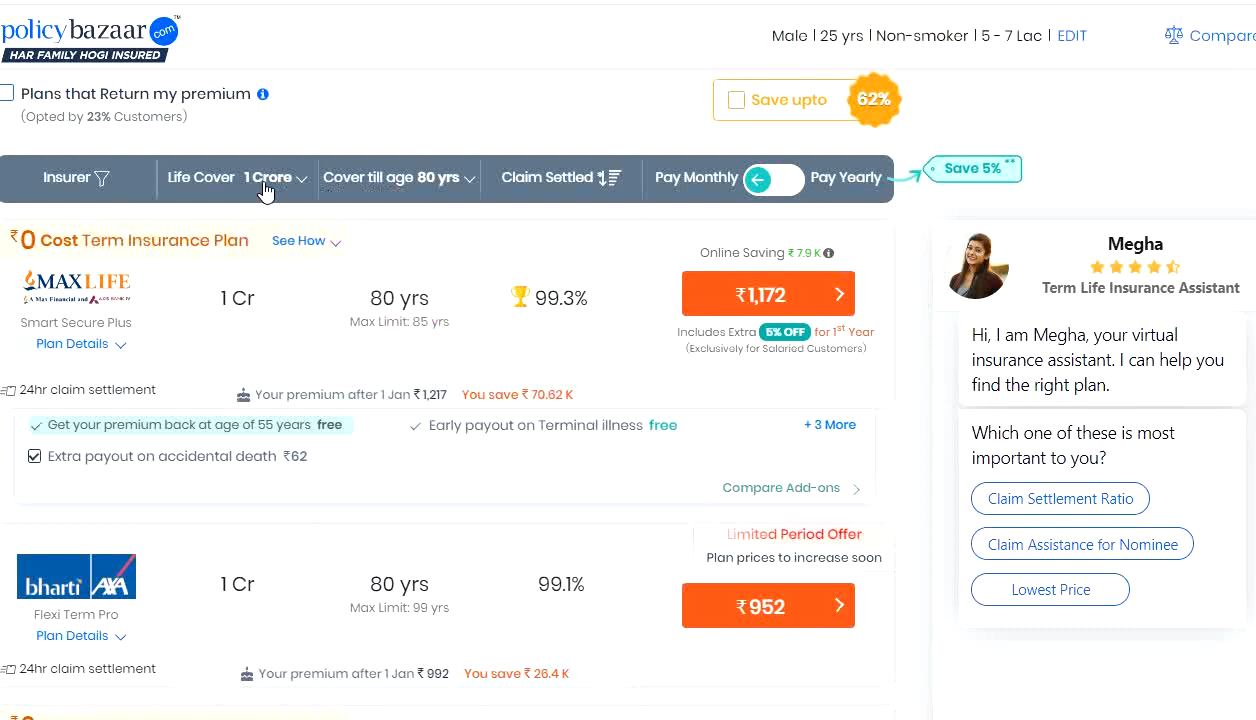 policybazaar.com™
HAR FAMILY HOGI INSURED
Male | 25 yrs | Non-smoker | 5 - 7 Lac | EDIT
Compare
Plans that Return my premium
(Opted by 23% Customers)
Save upto 62%
Insurer Life Cover 1 Crore Cover till age 80 yrs Claim Settled Pay Monthly Pay Yearly Save 5% **
₹0 Cost Term Insurance Plan See How
MAX LIFE
A Max Financial and AXIS BANK JV
Smart Secure Plus
Plan Details
1 Cr
80 yrs
Max Limit: 85 yrs
99.3%
Online Saving ₹ 7.9 K
₹1,172
Includes Extra 5% OFF for 1st Year
(Exclusively for Salaried Customers)
24hr claim settlement
Your premium after 1 Jan ₹ 1,217 You save ₹ 70.62 K
Get your premium back at age of 55 years free
Early payout on Terminal illness free
+ 3 More
Extra payout on accidental death ₹62
Compare Add-ons
bharti AXA
Flexi Term Pro
Plan Details
1 Cr
80 yrs
Max Limit: 99 yrs
99.1%
Limited Period Offer
Plan prices to increase soon
₹952
24hr claim settlement
Your premium after 1 Jan ₹ 992 You save ₹ 26.4 K
Megha
Term Life Insurance Assistant
Hi, I am Megha, your virtual
insurance assistant. I can help you
find the right plan.
Which one of these is most
important to you?
Claim Settlement Ratio
Claim Assistance for Nominee
Lowest Price